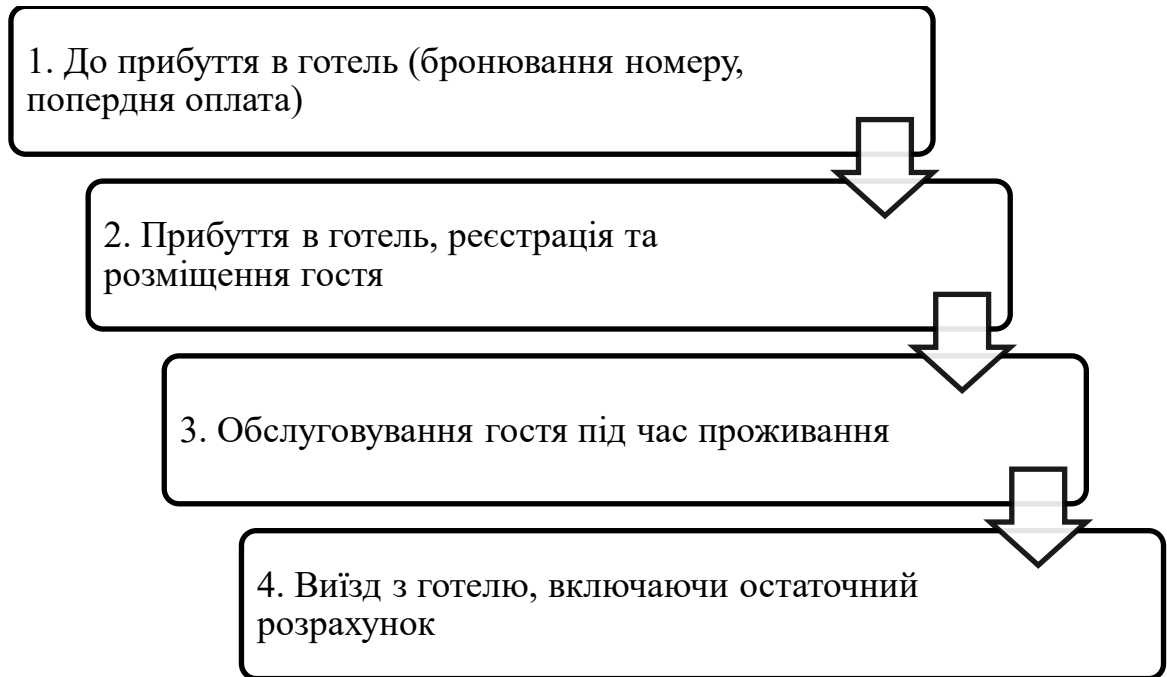 1. До прибуття в готель (бронювання номеру,
попердня оплата)
2. Прибуття в готель, реєстрація та
розміщення гостя
3. Обслуговування гостя під час проживання
4. Виїзд з готелю, включаючи остаточний
розрахунок